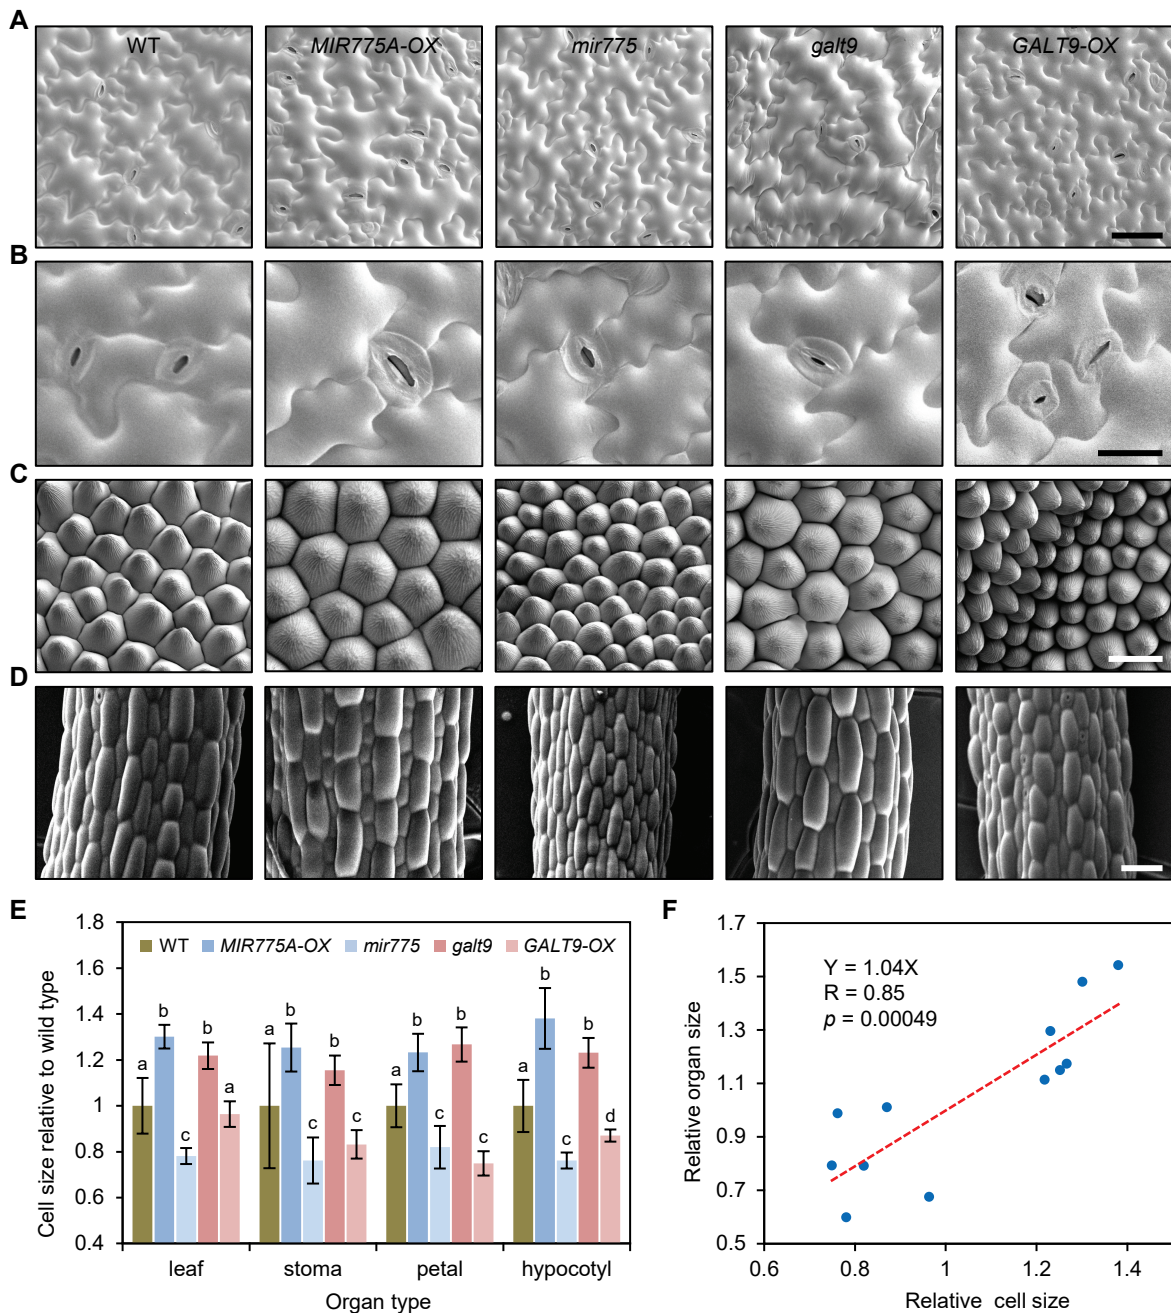 A
WT
MIR775A-OX
mir775
galt9
GALT9-OX
B
C
D
E
Cell size relative to wild type
1.8
1.6
1.4
1.2
1
0.8
0.6
0.4
WT MIR775A-OX mir775 galt9 GALT9-OX
a b c b a
a b c b c
a b c b c
a b c b d
leaf stoma petal hypocotyl
Organ type
F
Relative organ size
1.7
1.5
1.3
1.1
0.9
0.7
0.5
Y = 1.04X
R = 0.85
p = 0.00049
0.6 0.8 1 1.2 1.4
Relative cell size